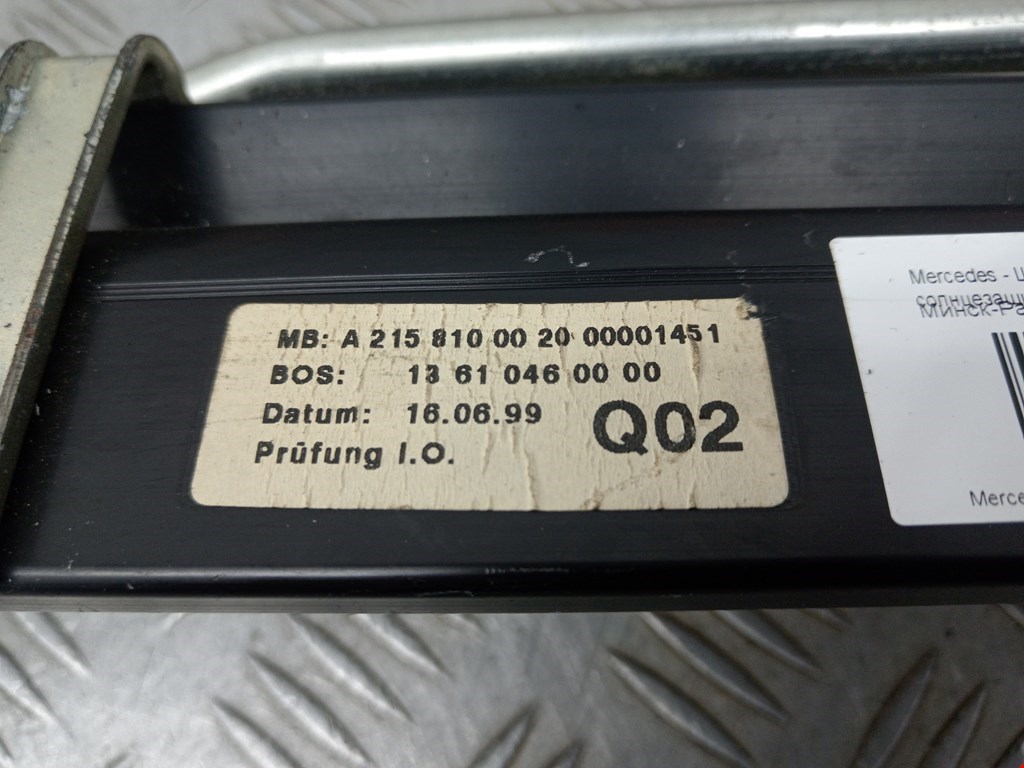 MB: A 215 810 00 20 00001451
BOS: 13 61 046 00 00
Datum: 16.06.99
Q02
Prüfung I.O.
Mercedes -